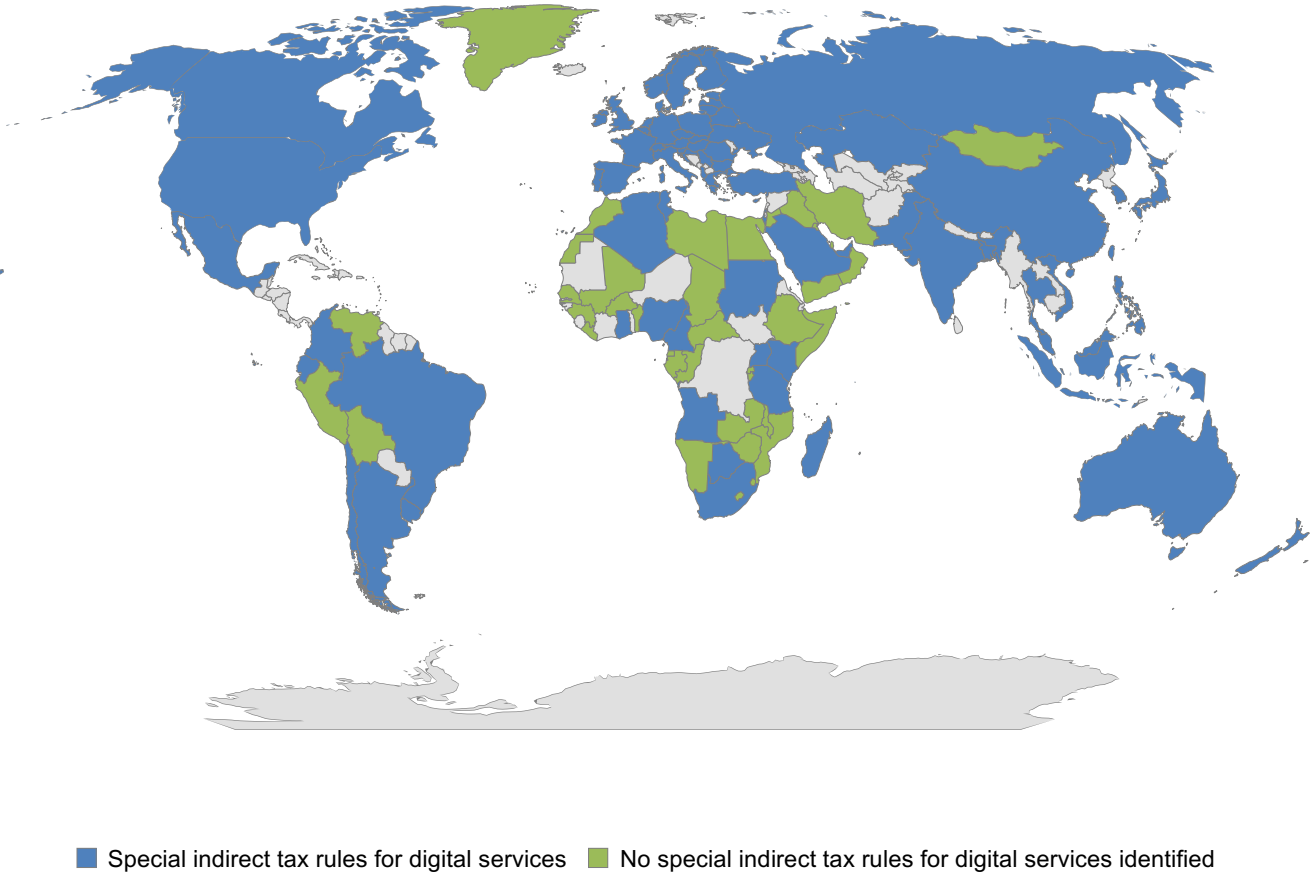 Special indirect tax rules for digital services
No special indirect tax rules for digital services identified